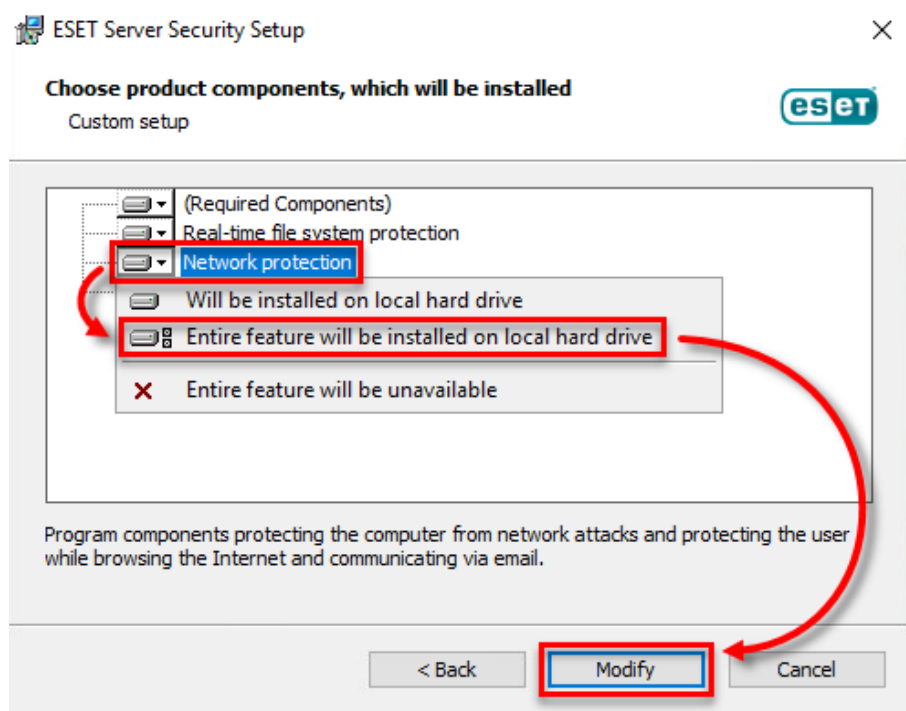 ESET Server Security Setup
Choose product components, which will be installed
Custom setup
eseT
(Required Components)
Real-time file system protection
Network protection
Will be installed on local hard drive
Entire feature will be installed on local hard drive
Entire feature will be unavailable
Program components protecting the computer from network attacks and protecting the user
while browsing the Internet and communicating via email.
< Back
Modify
Cancel